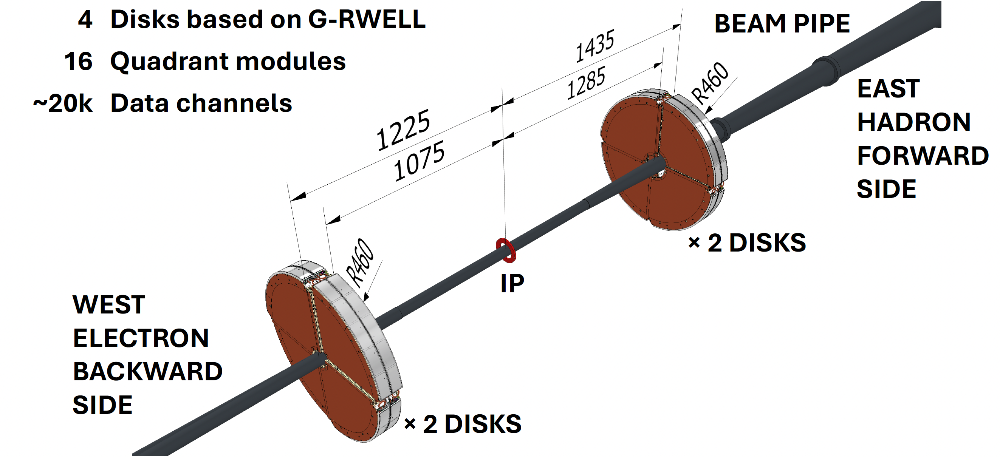 4 Disks based on G-RWELL
16 Quadrant modules
~20k Data channels
BEAM PIPE
1435
1285
R460
EAST
HADRON
FORWARD
SIDE
1225
1075
× 2 DISKS
R460
IP
WEST
ELECTRON
BACKWARD
SIDE
× 2 DISKS